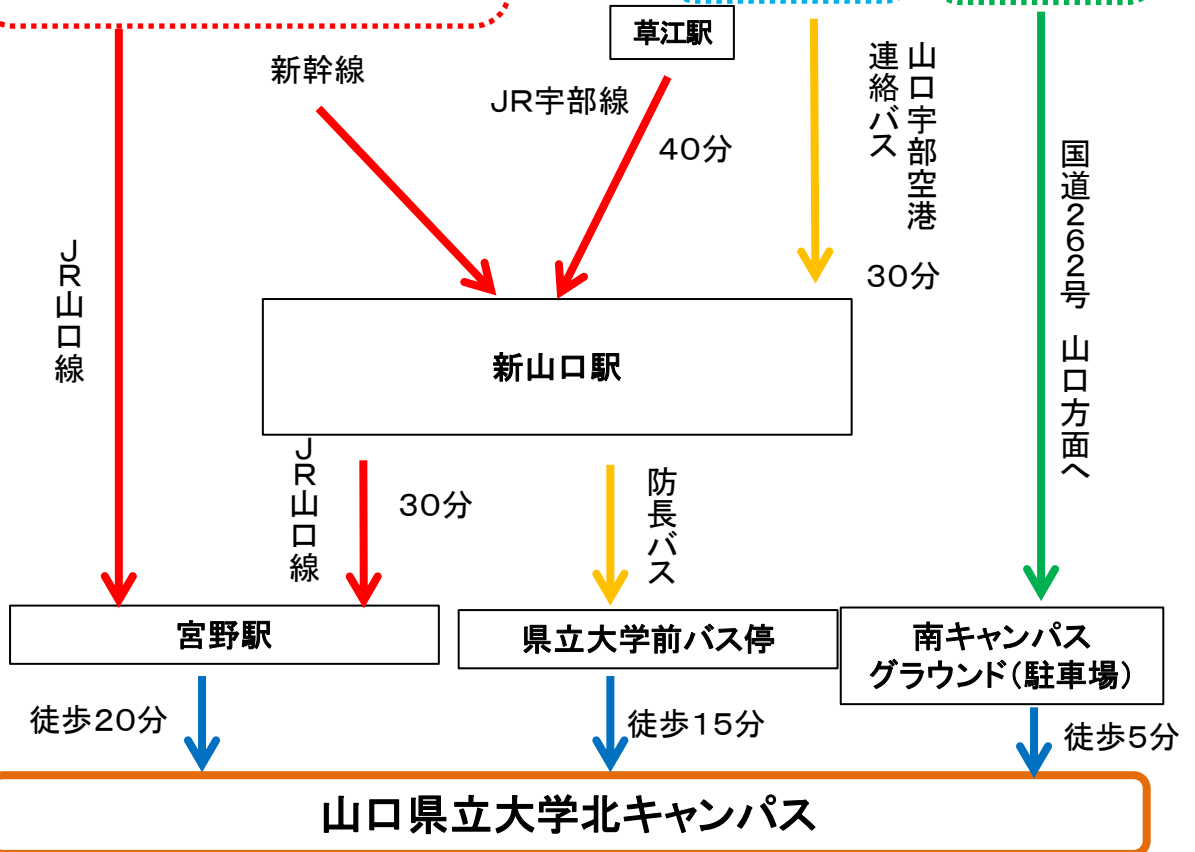 草江駅
新幹線
JR宇部線
40分
山口宇部空港
連絡バス
30分
国道262号 山口方面へ
JR山口線
新山口駅
JR山口線
30分
防長バス
宮野駅
県立大学前バス停
南キャンパス
グラウンド(駐車場)
徒歩20分
徒歩15分
徒歩5分
山口県立大学北キャンパス